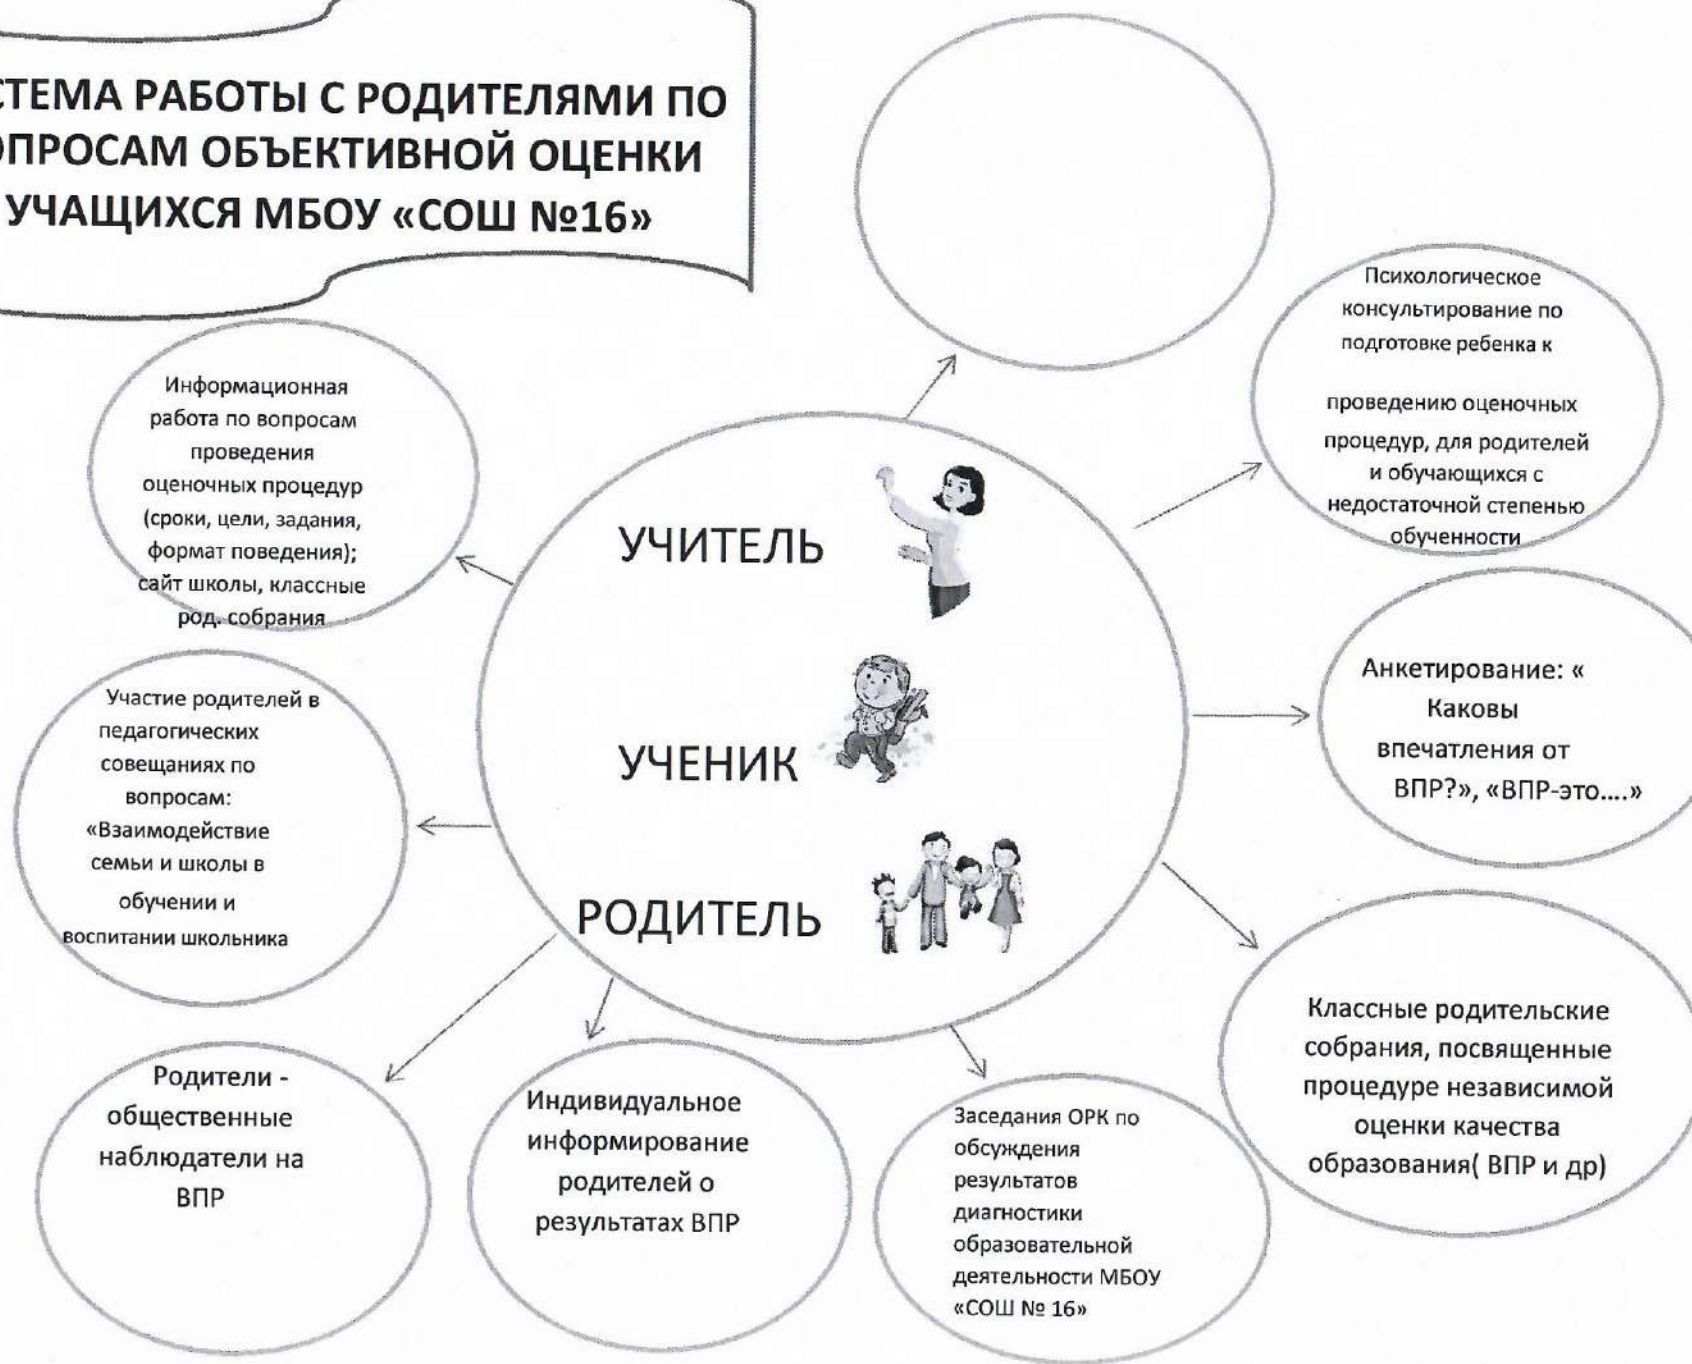 СТЕМА РАБОТЫ С РОДИТЕЛЯМИ ПО
ОПРОСАМ ОБЪЕКТИВНОЙ ОЦЕНКИ
УЧАЩИХСЯ МБОУ «СОШ №16»
Психологическое
консультирование по
подготовке ребенка к
проведению оценочных
процедур, для родителей
и обучающихся с
недостаточной степенью
обученности
Информационная
работа по вопросам
проведения
оценочных процедур
(сроки, цели, задания,
формат поведения);
сайт школы, классные
род. собрания
УЧИТЕЛЬ
УЧЕНИК
РОДИТЕЛЬ
Анкетирование: «
Каковы
впечатления от
ВПР?», «ВПР-это....»
Участие родителей в
педагогических
совещаниях по
вопросам:
«Взаимодействие
семьи и школы в
обучении и
воспитании школьника
Классные родительские
собрания, посвященные
процедуре независимой
оценки качества
образования( ВПР и др)
Родители -
общественные
наблюдатели на
ВПР
Индивидуальное
информирование
родителей о
результатах ВПР
Заседания ОРК по
обсуждения
результатов
диагностики
образовательной
деятельности МБОУ
«СОШ № 16»